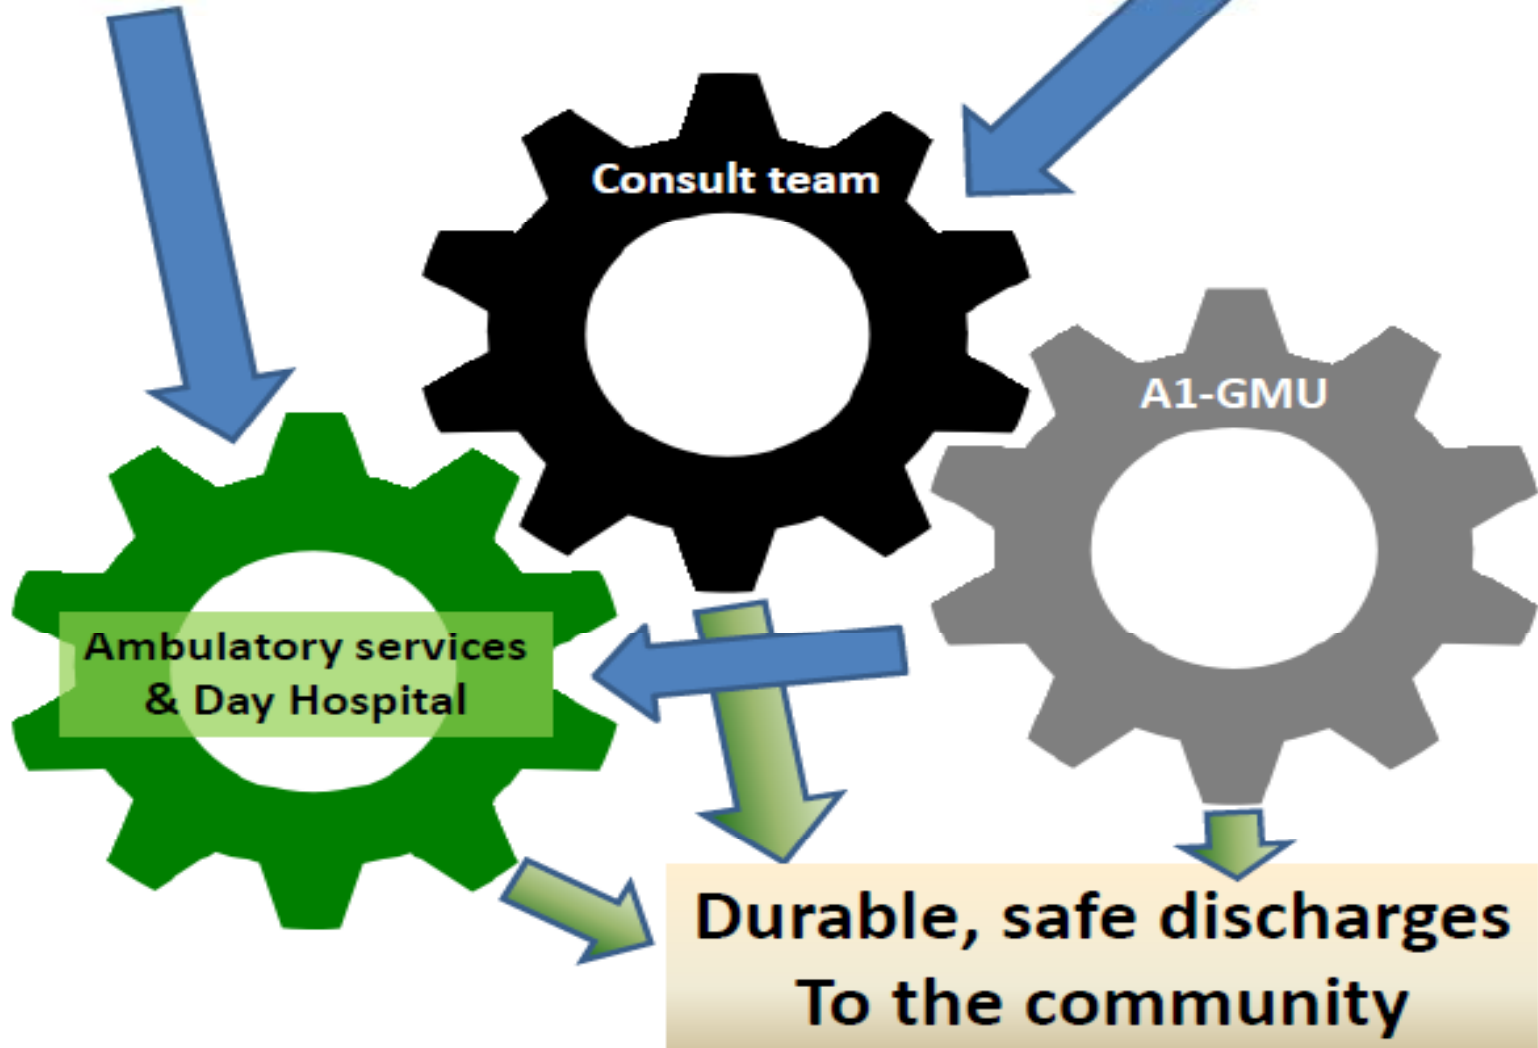 Consult team
A1-GMU
Ambulatory services
& Day Hospital
Durable, safe discharges
To the community